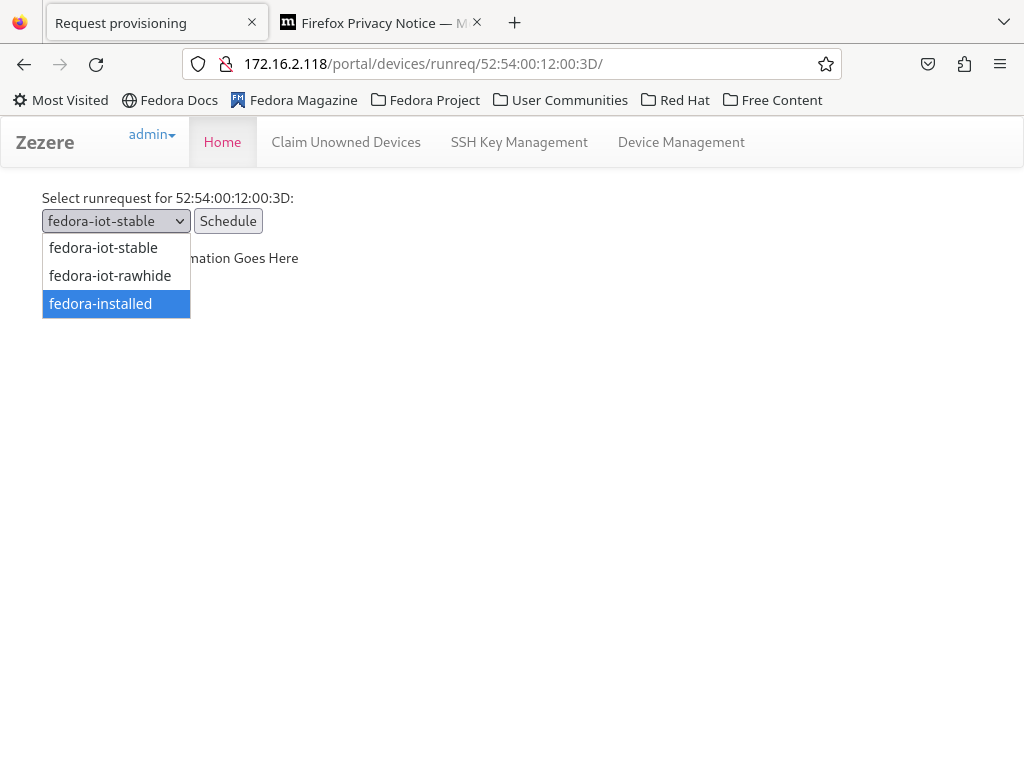 Request provisioning
Firefox Privacy Notice — M
172.16.2.118/portal/devices/runreq/52:54:00:12:00:3D/
Most Visited Fedora Docs Fedora Magazine Fedora Project User Communities Red Hat Free Content
Zezere admin Home Claim Unowned Devices SSH Key Management Device Management
Select runrequest for 52:54:00:12:00:3D:
fedora-iot-stable Schedule
fedora-iot-stable
mation Goes Here
fedora-iot-rawhide
fedora-installed